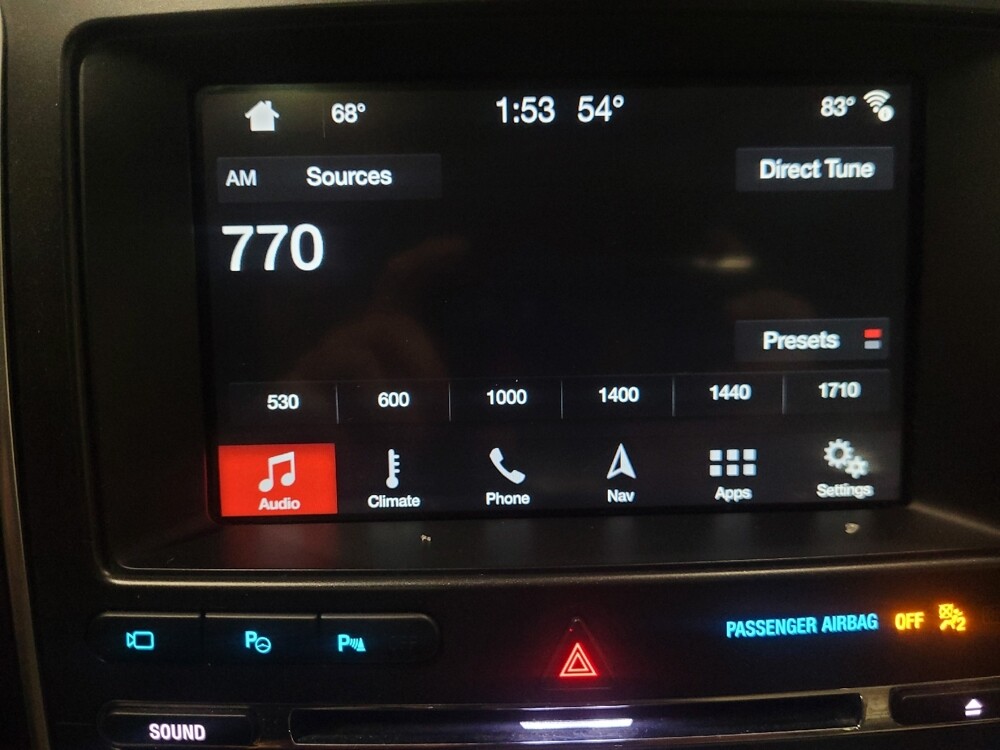 68° 1:53 54° 83°
AM Sources Direct Tune
770
Presets
530 600 1000 1400 1440 1710
Audio Climate Phone Nav Apps Settings
P P
PASSENGER AIRBAG OFF 2
SOUND